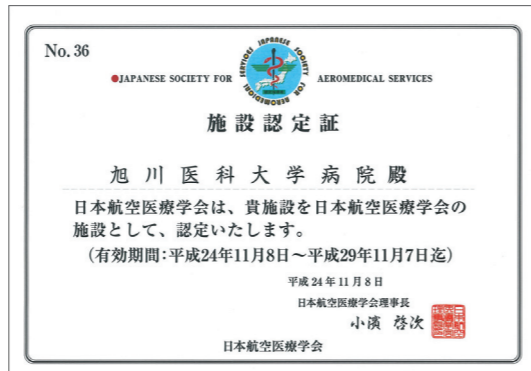 No. 36
JAPANESE SOCIETY FOR AEROMEDICAL SERVICES
JAPANESE SOCIETY FOR AEROMEDICAL SERVICES
施設認定証
旭川医科大学病院殿
日本航空医療学会は、貴施設を日本航空医療学会の
施設として、認定いたします。
(有効期間:平成24年11月8日〜平成29年11月7日迄)
平成24年11月8日
日本航空医療学会理事長
小濱 啓次
日本航空医療学会